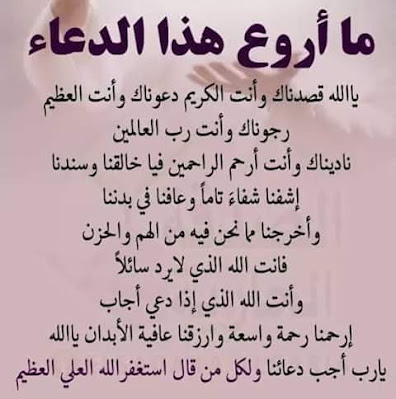 ما أروع هذا الدعاء
ياالله قصدناك وأنت الكريم دعوناك وأنت العظيم
رجوناك وأنت رب العالمين
ناديناك وأنت أرحم الراحمين فيا خالقنا وسندنا
إشفنا شفاءً تاماً وعافنا في بدننا
وأخرجنا مما نحن فيه من الهم والحزن
فانت الله الذي لايرد سائلاً
وأنت الله الذي إذا دعي أجاب
إرحمنا رحمة واسعة وارزقنا عافية الأبدان ياالله
يارب أجب دعائنا ولكل من قال استغفرالله العلي العظيم